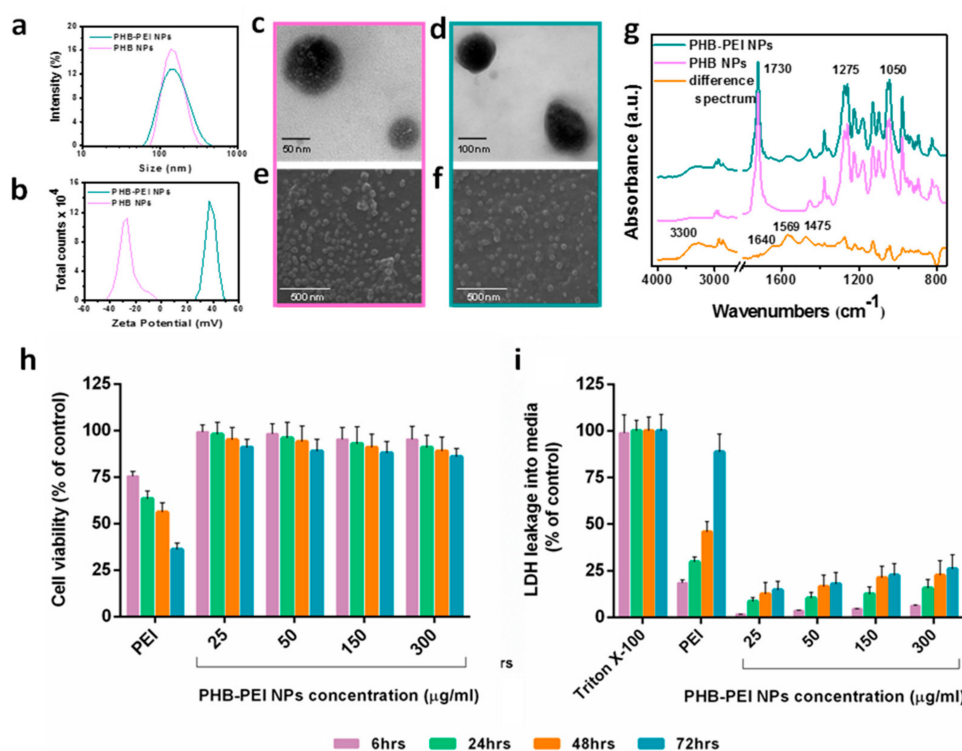 a
PHB-PEI NPs
PHB NPs
Intensity (%)
20
16
12
8
4
0
10
100
1000
Size (nm)
b
PHB-PEI NPs
PHB NPs
Total counts x 10⁴
16
12
8
4
0
-60 -40 -20 0 20 40 60
Zeta Potential (mV)
c
50 nm
d
100 nm
e
500 nm
f
500 nm
g
PHB-PEI NPs
PHB NPs
difference
spectrum
1730
1275
1050
3300
1640
1569
1475
Absorbance (a.u.)
4000 3000 1600 1200 800
Wavenumbers (cm⁻¹)
h
Cell viability (% of control)
125
100
75
50
25
0
PEI
25
50
150
300
rs
PHB-PEI NPs concentration (μg/ml)
i
LDH leakage into media
(% of control)
125
100
75
50
25
0
Triton X-100
PEI
25
50
150
300
PHB-PEI NPs concentration (μg/ml)
6hrs 24hrs 48hrs 72hrs